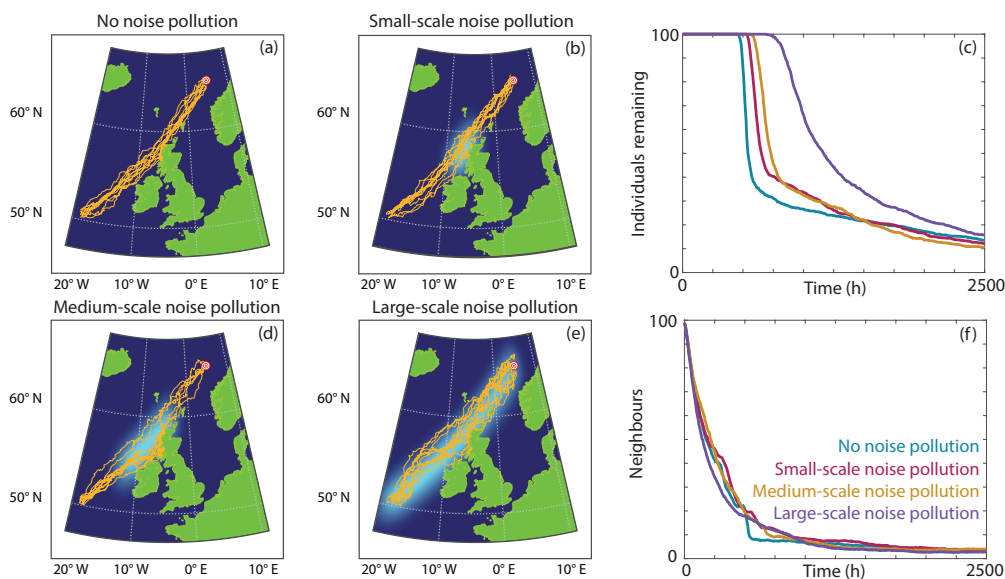 No noise pollution
(a)
60° N
50° N
20° W
10° W
0° E
10° E
Small-scale noise pollution
(b)
60° N
50° N
20° W
10° W
0° E
10° E
(c)
100
Individuals remaining
0
0
Time (h)
2500
Medium-scale noise pollution
(d)
60° N
50° N
20° W
10° W
0° E
10° E
Large-scale noise pollution
(e)
60° N
50° N
20° W
10° W
0° E
10° E
(f)
100
Neighbours
No noise pollution
Small-scale noise pollution
Medium-scale noise pollution
Large-scale noise pollution
0
0
Time (h)
2500